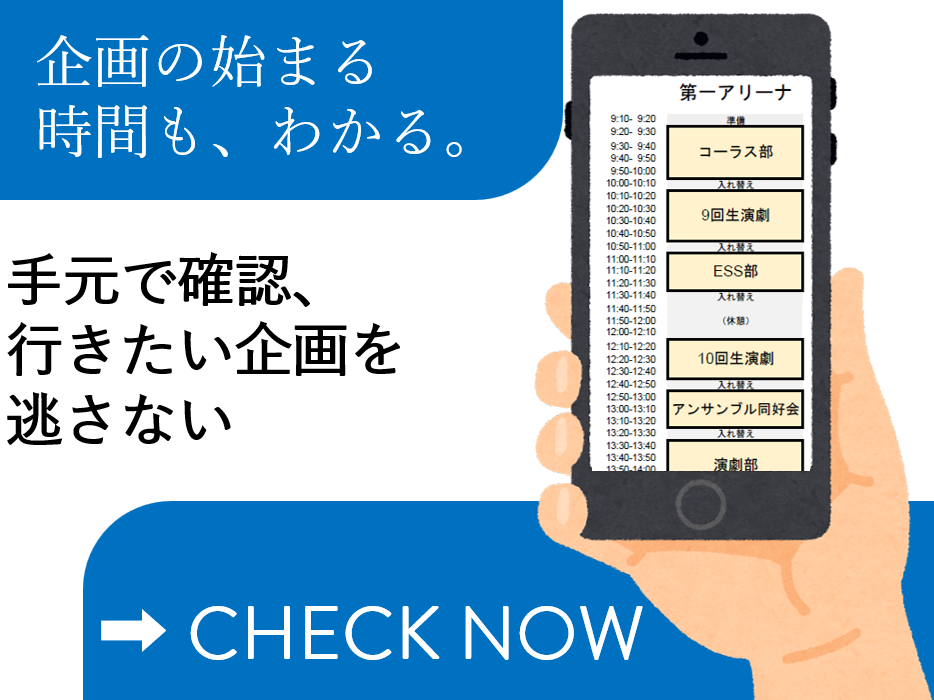 企画の始まる
時間も、わかる。
手元で確認、
行きたい企画を
逃さない
➡ CHECK NOW
第一アリーナ
9:10- 9:20 準備
9:20- 9:30
9:30- 9:40 コーラス部
9:40- 9:50
9:50-10:00
10:00-10:10 入れ替え
10:10-10:20
10:20-10:30 9回生演劇
10:30-10:40
10:40-10:50
10:50-11:00 入れ替え
11:00-11:10
11:10-11:20 ESS部
11:20-11:30
11:30-11:40 入れ替え
11:40-11:50
11:50-12:00 （休憩）
12:00-12:10
12:10-12:20
12:20-12:30 10回生演劇
12:30-12:40
12:40-12:50 入れ替え
12:50-13:00
13:00-13:10 アンサンブル同好会
13:10-13:20
13:20-13:30 入れ替え
13:30-13:40
13:40-13:50 演劇部
13:50-14:00